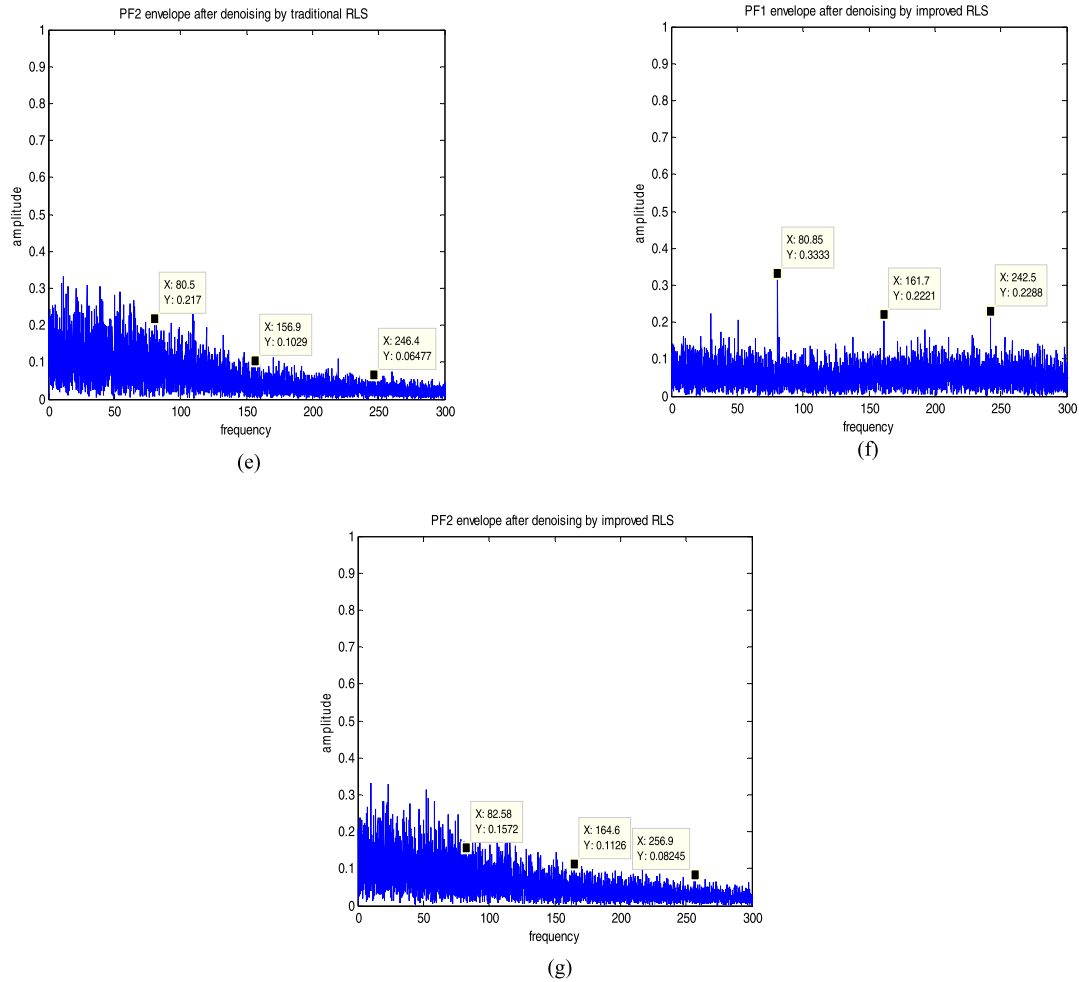 PF2 envelope after denoising by traditional RLS
1
0.9
0.8
0.7
0.6
0.5
0.4
0.3
0.2
0.1
0
amplitude
X: 80.5
Y: 0.217
X: 156.9
Y: 0.1029
X: 246.4
Y: 0.06477
0 50 100 150 200 250 300
frequency
(e)
PF1 envelope after denoising by improved RLS
1
0.9
0.8
0.7
0.6
0.5
0.4
0.3
0.2
0.1
0
amplitude
X: 80.85
Y: 0.3333
X: 161.7
Y: 0.2221
X: 242.5
Y: 0.2288
0 50 100 150 200 250 300
frequency
(f)
PF2 envelope after denoising by improved RLS
1
0.9
0.8
0.7
0.6
0.5
0.4
0.3
0.2
0.1
0
amplitude
X: 82.58
Y: 0.1572
X: 164.6
Y: 0.1126
X: 256.9
Y: 0.08245
0 50 100 150 200 250 300
frequency
(g)